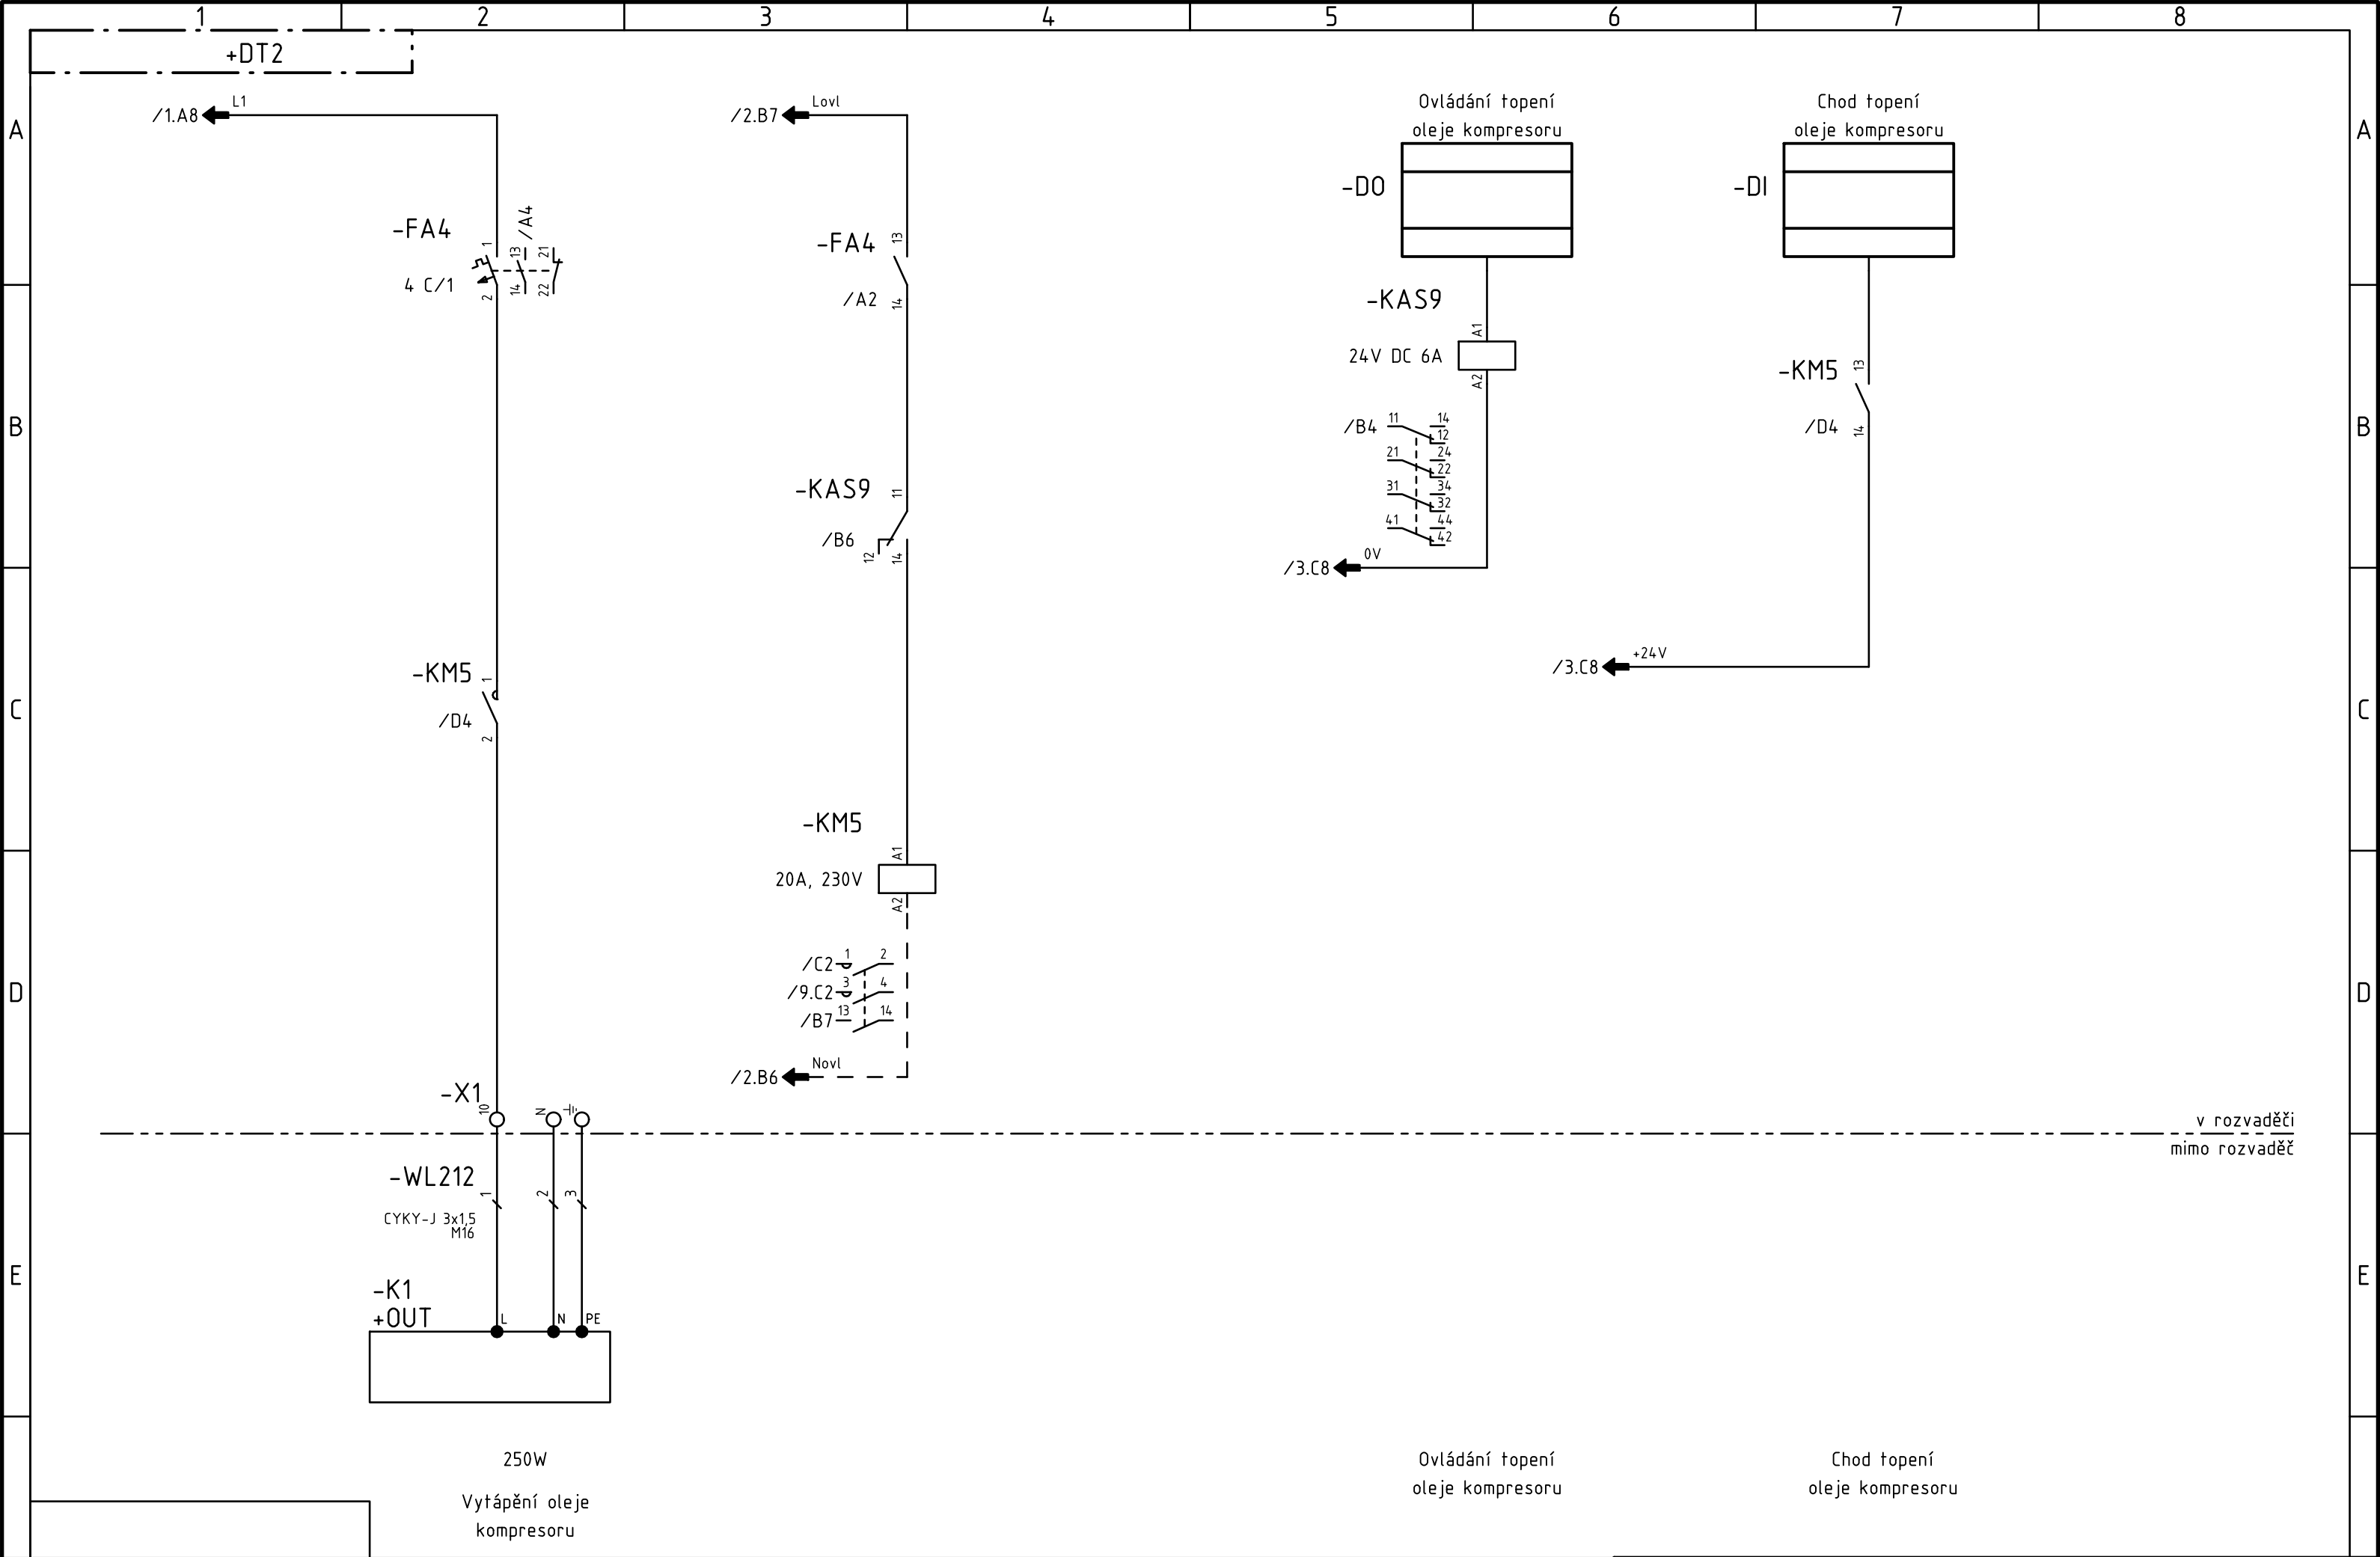 1 2 3 4 5 6 7 8
+DT2
A A
/1.A8 L1
/2.B7 Lovl
Ovládání topení
oleje kompresoru
Chod topení
oleje kompresoru
-DO
-DI
-FA4
4 C/1
1
2
13
14
21
22
/A4
-FA4
/A2
13
14
-KAS9
24V DC 6A
A1
A2
-KM5
/D4
13
14
B B
/B4 11 14
12
21 24
22
31 34
32
41 44
42
-KAS9
/B6
11
12
14
/3.C8 0V
/3.C8 +24V
-KM5
/D4
1
2
C C
-KM5
20A, 230V
A1
A2
/C2 1 2
/9.C2 3 4
/B7 13 14
D D
/2.B6 Novl
-X1
10
N
v rozvaděči
mimo rozvaděč
-WL212
CYKY-J 3x1,5
M16
1
2
3
E E
-K1
+OUT
L N PE
250W
Vytápění oleje
kompresoru
Ovládání topení
oleje kompresoru
Chod topení
oleje kompresoru